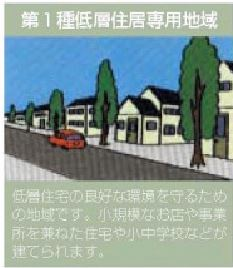 第1種低層住居専用地域
低層住宅の良好な環境を守るため
の地域です。小規模なお店や事業
所を兼ねた住宅や小中学校などが
建てられます。